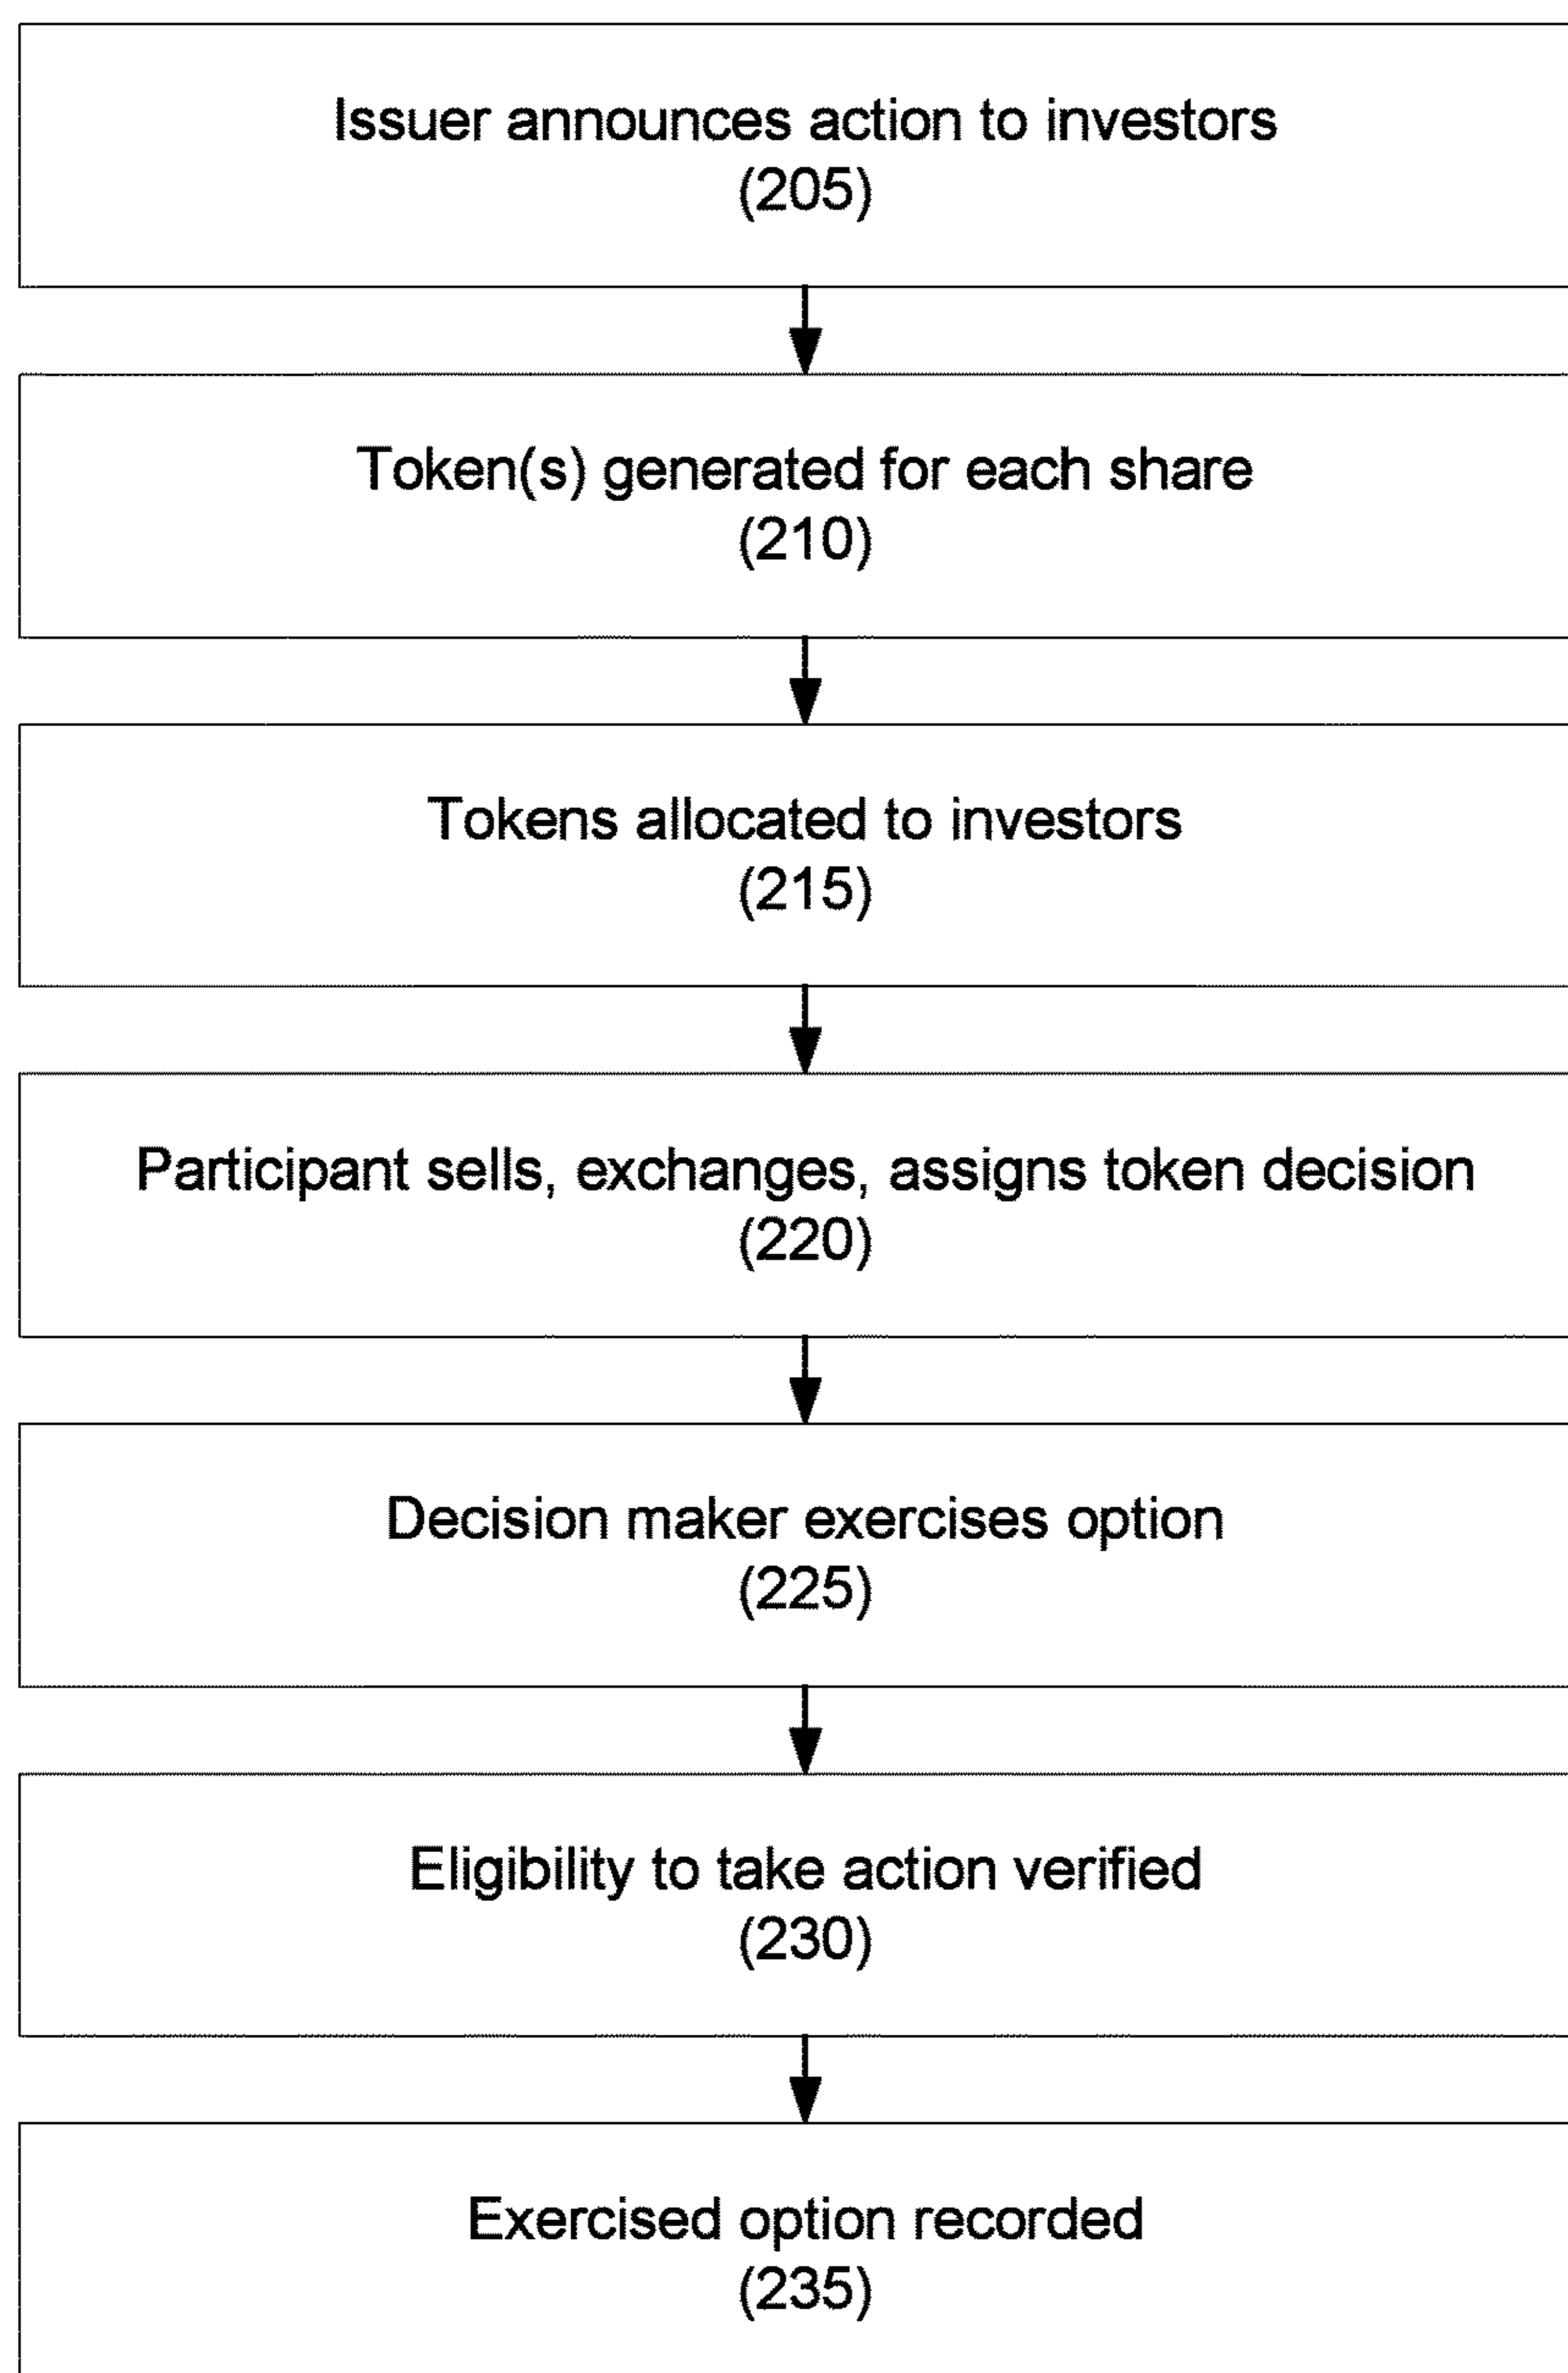 Issuer announces action to investors
(205)
Token(s) generated for each share
(210)
Tokens allocated to investors
(215)
Participant sells, exchanges, assigns token decision
(220)
Decision maker exercises option
(225)
Eligibility to take action verified
(230)
Exercised option recorded
(235)